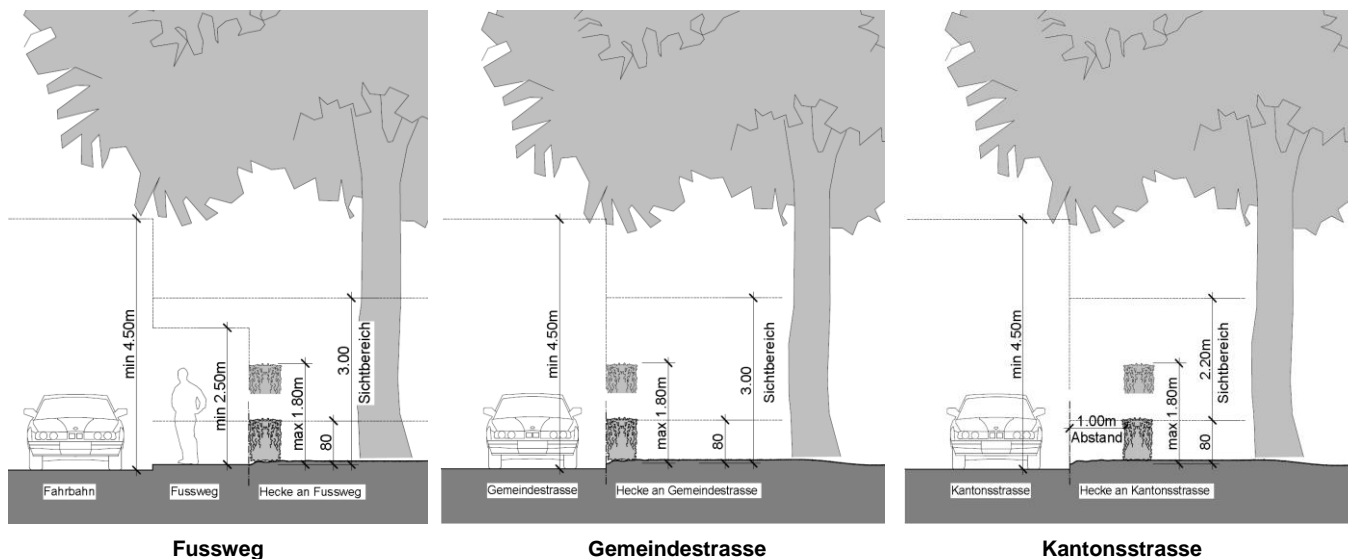 min 4.50m
min 2.50m
max 1.80m
80
3.00
Sichtbereich
Fahrbahn
Fussweg
Hecke an Fussweg
Fussweg
min 4.50m
max 1.80m
80
3.00
Sichtbereich
Gemeindestrasse
Hecke an Gemeindestrasse
Gemeindestrasse
min 4.50m
1.00m
Abstand
max 1.80m
2.20m
Sichtbereich
80
Kantonsstrasse
Hecke an Kantonsstrasse
Kantonsstrasse